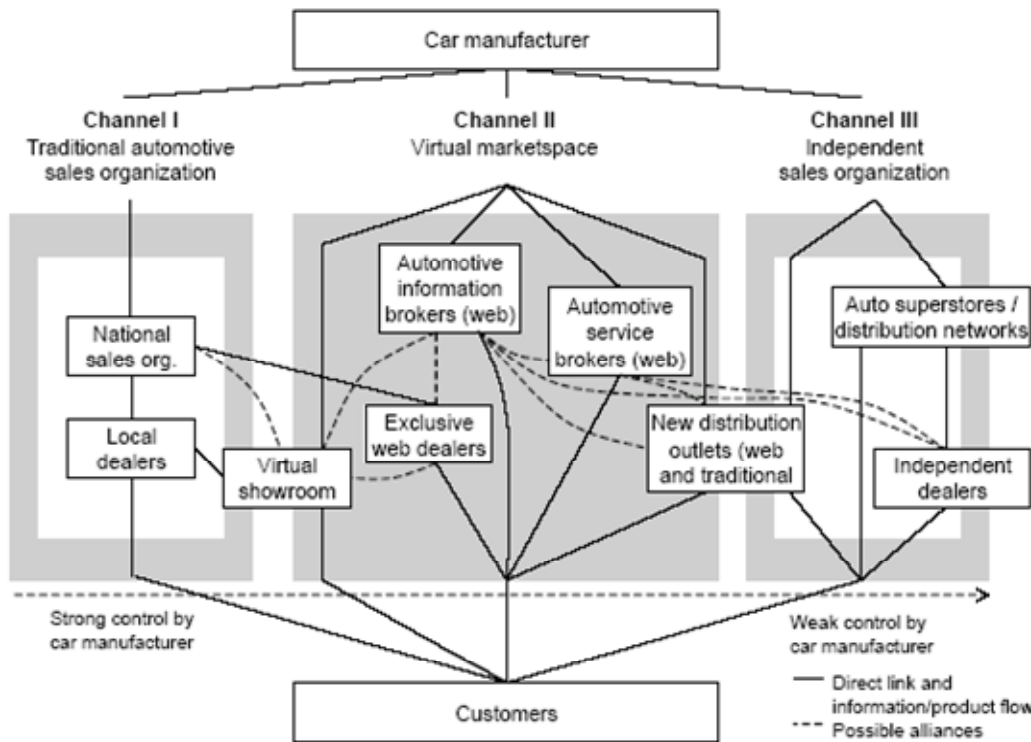 Car manufacturer
Channel I
Traditional automotive
sales organization
Channel II
Virtual marketspace
Channel III
Independent
sales organization
Automotive
information
brokers (web)
Automotive
service
brokers (web)
Auto superstores /
distribution networks
National
sales org.
Local
dealers
Virtual
showroom
Exclusive
web dealers
New distribution
outlets (web
and traditional
Independent
dealers
Strong control by
car manufacturer
Weak control by
car manufacturer
Customers
Direct link and
information/product flow
Possible alliances